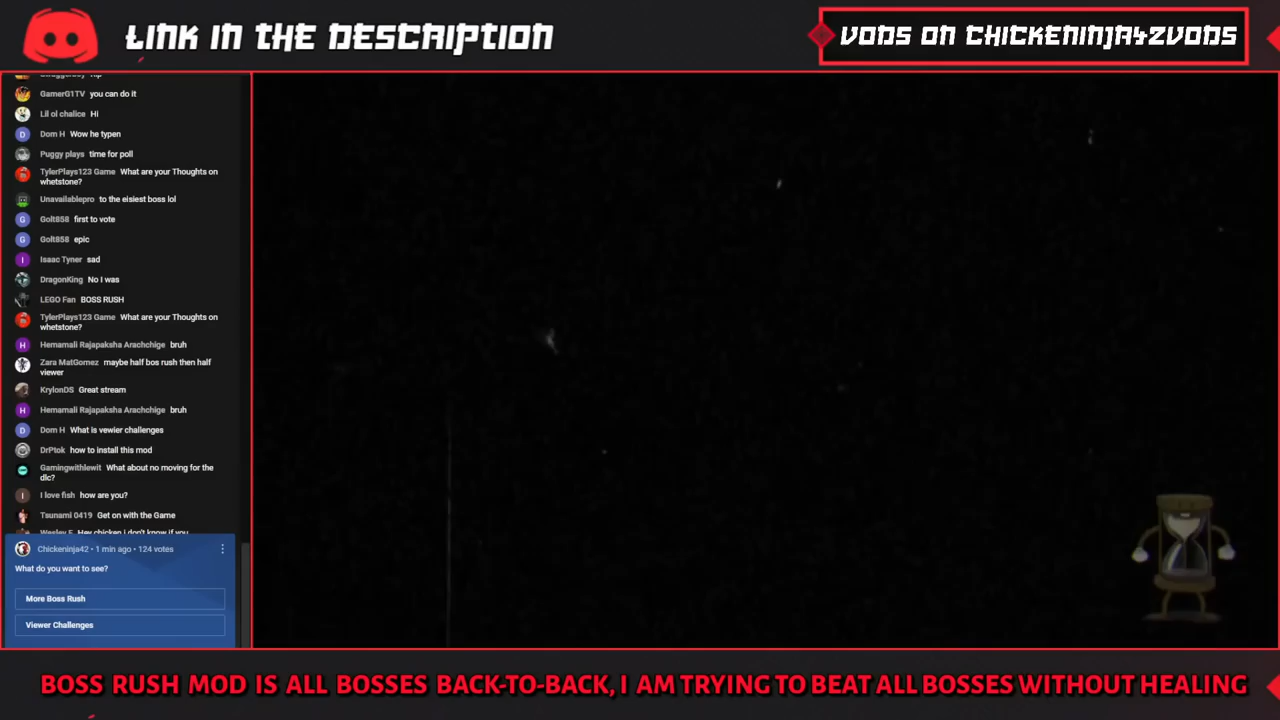 LINK IN THE DESCRIPTION
VODS ON CHICKENINJA42VODS
GamerG1TV you can do it
Lil ol chalice Hi
Dom H Wow he typen
Puggy plays time for poll
TylerPlays123 Game What are your Thoughts on
whetstone?
Unavailablepro to the eisiest boss lol
Golt858 first to vote
Golt858 epic
Isaac Tyner sad
DragonKing No I was
LEGO Fan BOSS RUSH
TylerPlays123 Game What are your Thoughts on
whetstone?
Hemamali Rajapaksha Arachchige bruh
Zara MatGomez maybe half bos rush then half
viewer
KrylonDS Great stream
Hemamali Rajapaksha Arachchige bruh
Dom H What is vewier challenges
DrPtok how to install this mod
Gamingwithlewit What about no moving for the
dlc?
I love fish how are you?
Tsunami 0419 Get on with the Game
Wesley F Hey chicken i don't know if you
Chickeninja42 • 1 min ago • 124 votes
What do you want to see?
More Boss Rush
Viewer Challenges
BOSS RUSH MOD IS ALL BOSSES BACK-TO-BACK, I AM TRYING TO BEAT ALL BOSSES WITHOUT HEALING